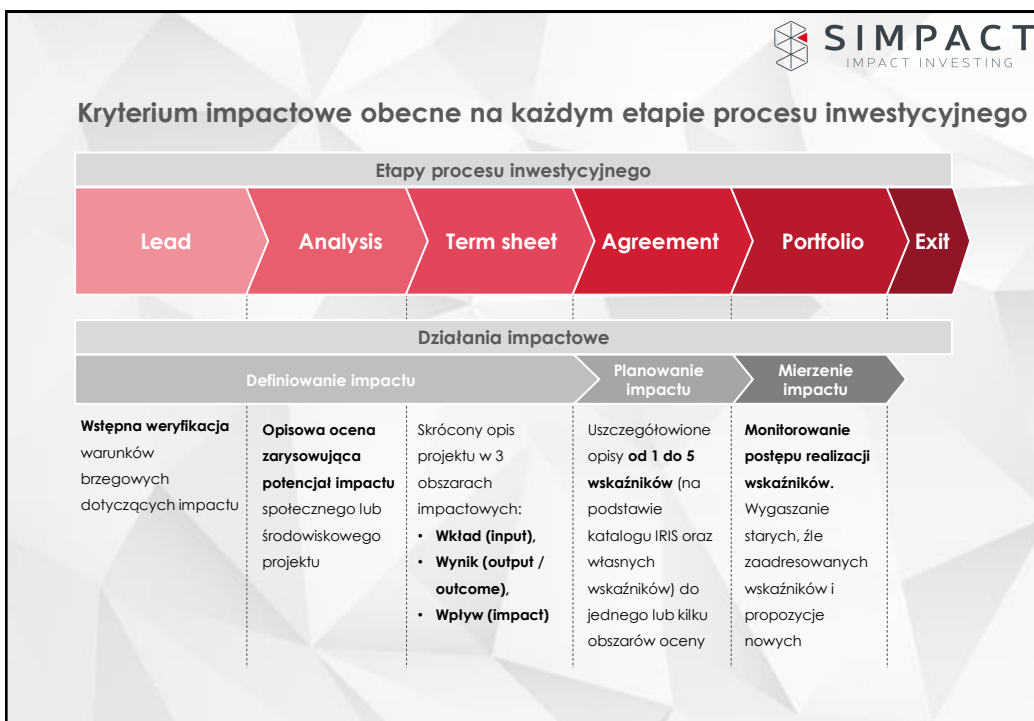 SIMPACT
IMPACT INVESTING
Kryterium impactowe obecne na każdym etapie procesu inwestycyjnego
Etapy procesu inwestycyjnego
Lead
Analysis
Term sheet
Agreement
Portfolio
Exit
Działania impactowe
Definiowanie impactu
Planowanie
impactu
Mierzenie
impactu
Wstępna weryfikacja
warunków
brzegowych
dotyczących impactu
Opisowa ocena
zarysowująca
potencjał impactu
społecznego lub
środowiskowego
projektu
Skrócony opis
projektu w 3
obszarach
impactowych:
• Wkład (input),
• Wynik (output /
outcome),
• Wpływ (impact)
Uszczegółowione
opisy od 1 do 5
wskaźników (na
podstawie
katalogu IRIS oraz
własnych
wskaźników) do
jednego lub kilku
obszarów oceny
Monitorowanie
postępu realizacji
wskaźników.
Wygaszanie
starych, źle
zaadresowanych
wskaźników i
propozycje
nowych